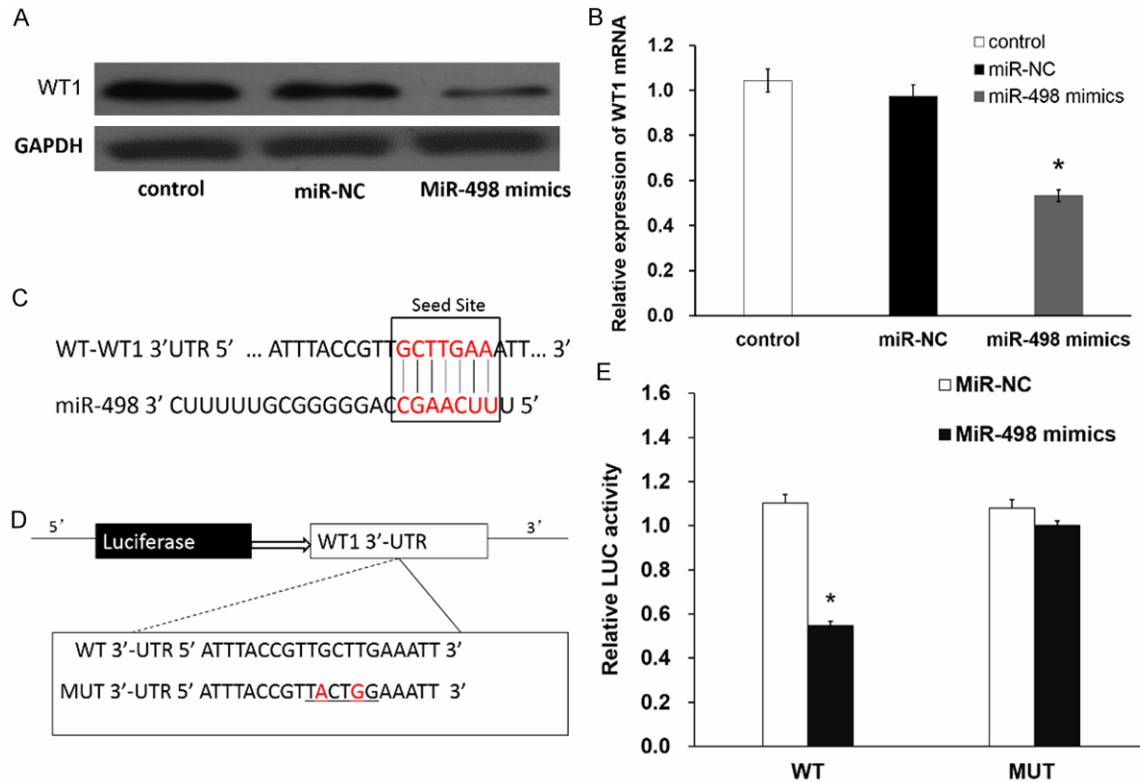 A
WT1
GAPDH
control miR-NC MiR-498 mimics
B
Relative expression of WT1 mRNA
1.2
1.0
0.8
0.6
0.4
0.2
0.0
control
miR-NC
miR-498 mimics
*
control miR-NC miR-498 mimics
C
Seed Site
WT-WT1 3’UTR 5’ ... ATTTACCGTTGCTTGAAATT... 3’
miR-498 3’ CUUUUUGCGGGGGACCGAACUUU 5’
D
5’ Luciferase WT1 3’-UTR 3’
WT 3’-UTR 5’ ATTTACCGTTGCTTGAAATT 3’
MUT 3’-UTR 5’ ATTTACCGTTACTGGAAATT 3’
E
Relative LUC activity
1.6
1.4
1.2
1.0
0.8
0.6
0.4
0.2
0.0
MiR-NC
MiR-498 mimics
*
WT MUT